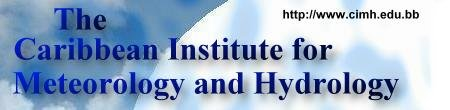 The
http://www.cimh.edu.bb
Caribbean Institute for
Meteorology and Hydrology